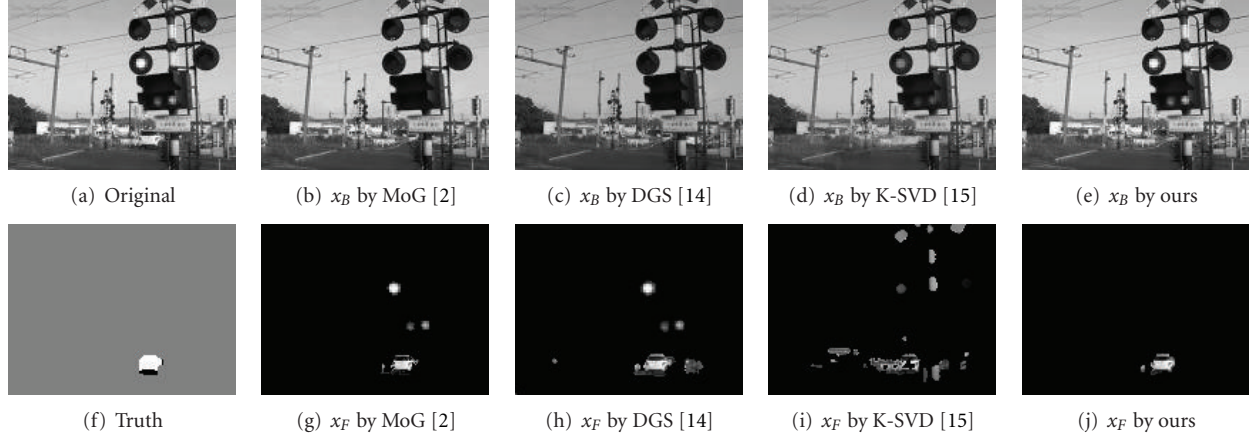 (a) Original
(b) x_B by MoG [2]
(c) x_B by DGS [14]
(d) x_B by K-SVD [15]
(e) x_B by ours
(f) Truth
(g) x_F by MoG [2]
(h) x_F by DGS [14]
(i) x_F by K-SVD [15]
(j) x_F by ours